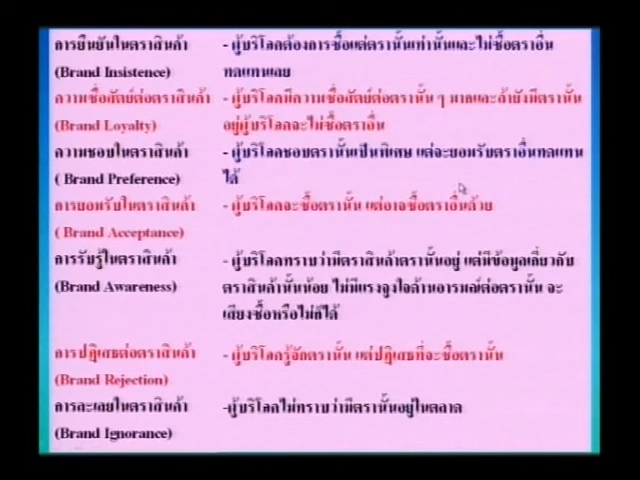 การยืนยันในตราสินค้า - ผู้บริโภคต้องการซื้อแต่ตรานั้นเท่านั้นและไม่ซื้อตราอื่น
(Brand Insistence) ทดแทนเลย
ความซื่อสัตย์ต่อตราสินค้า - ผู้บริโภคมีความซื่อสัตย์ต่อตรานั้น ๆ มากและถ้ายังมีตรานั้น
(Brand Loyalty) อยู่ผู้บริโภคจะไม่ซื้อตราอื่น
ความชอบในตราสินค้า - ผู้บริโภคชอบตรานั้นเป็นพิเศษ แต่จะยอมรับตราอื่นทดแทน
( Brand Preference) ได้
การยอมรับในตราสินค้า - ผู้บริโภคจะซื้อตรานั้น แต่อาจซื้อตราอื่นด้วย
( Brand Acceptance)
การรับรู้ในตราสินค้า - ผู้บริโภคทราบว่ามีตราสินค้าตรานั้นอยู่ แต่มีข้อมูลเกี่ยวกับ
(Brand Awareness) ตราสินค้านั้นน้อย ไม่มีแรงจูงใจด้านอารมณ์ต่อตรานั้น จะ
เสี่ยงซื้อหรือไม่ก็ได้
การปฏิเสธต่อตราสินค้า - ผู้บริโภครู้จักตรานั้น แต่ปฏิเสธที่จะซื้อตรานั้น
(Brand Rejection)
การละเลยในตราสินค้า -ผู้บริโภคไม่ทราบว่ามีตรานั้นอยู่ในตลาด
(Brand Ignorance)